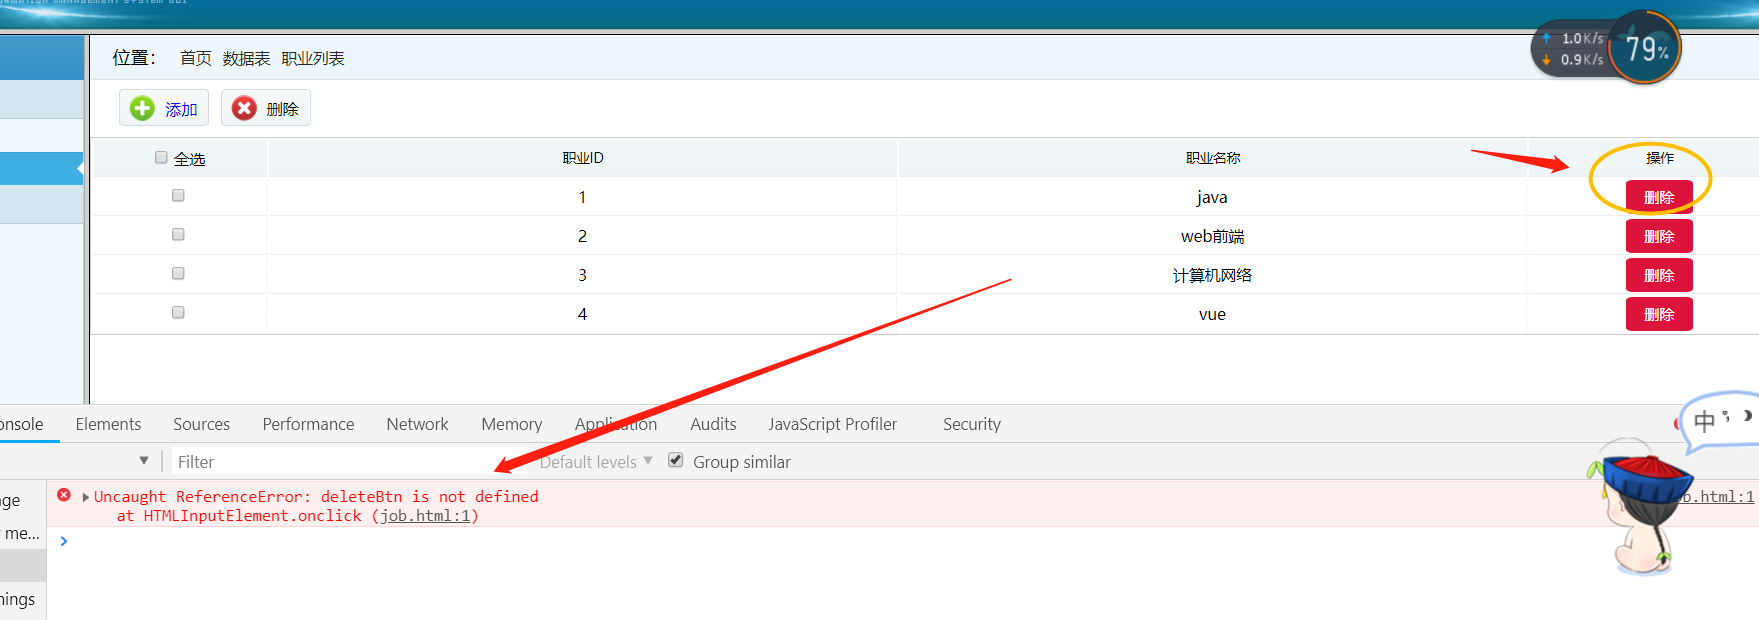 位置： 首页 数据表 职业列表
1.0K/s
0.9K/s
79%
添加 删除
全选 职业ID 职业名称 操作
1 java 删除
2 web前端 删除
3 计算机网络 删除
4 vue 删除
onsole Elements Sources Performance Network Memory Application Audits JavaScript Profiler Security
中
Filter Default levels Group similar
Uncaught ReferenceError: deleteBtn is not defined b.html:1
at HTMLInputElement.onclick (job.html:1)
age
me...
nings